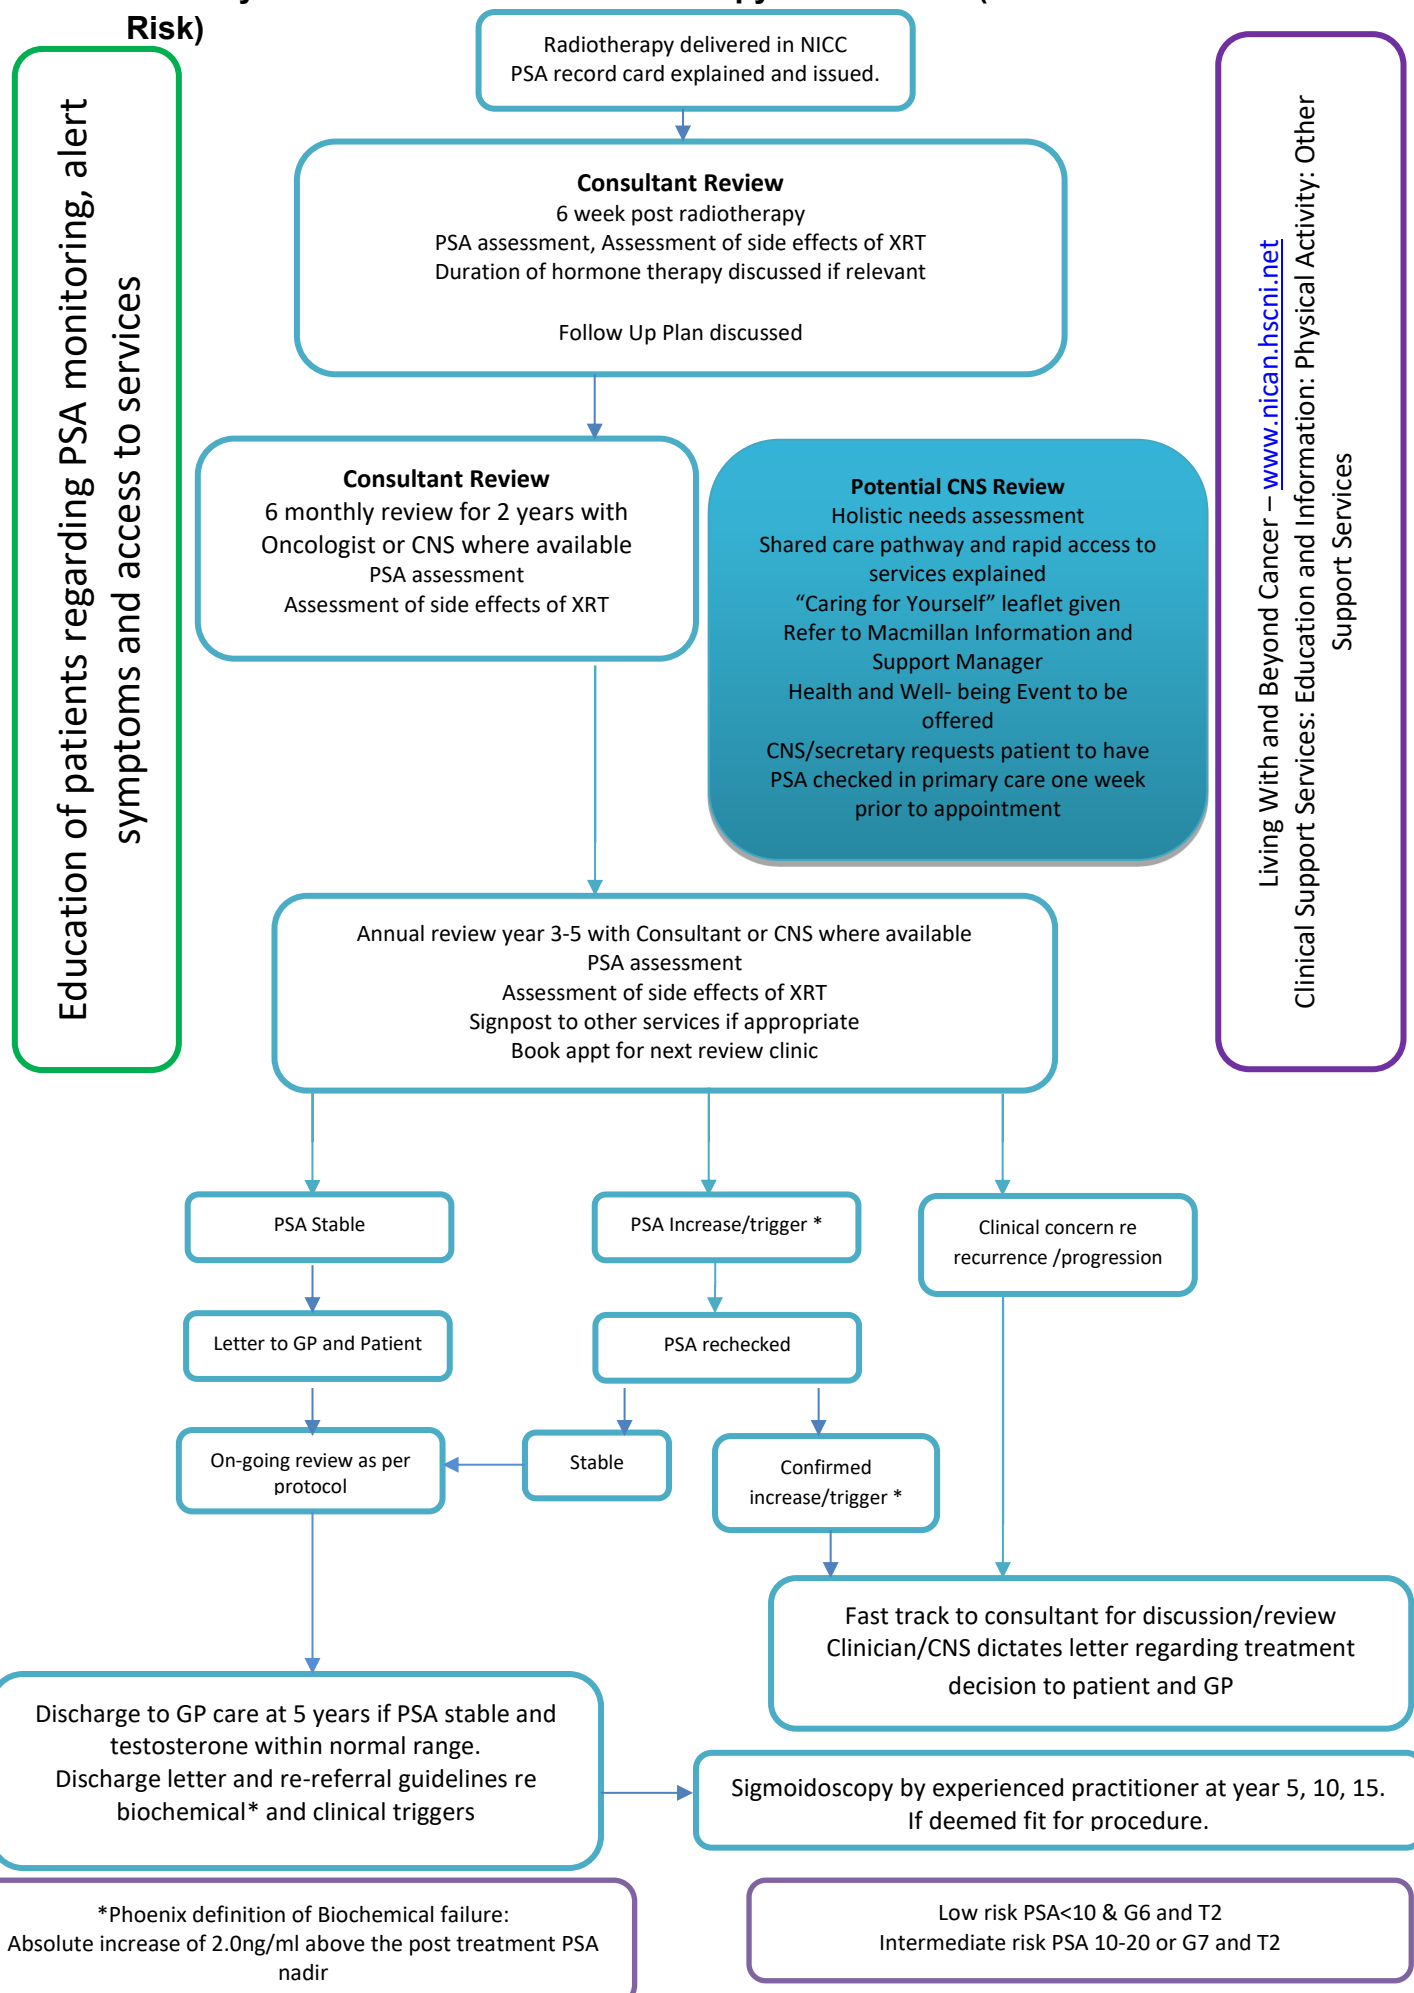 Risk)
Radiotherapy delivered in NICC
PSA record card explained and issued.
Education of patients regarding PSA monitoring, alert
symptoms and access to services
Living With and Beyond Cancer – www.nican.hscni.net
Clinical Support Services: Education and Information: Physical Activity: Other
Support Services
Consultant Review
6 week post radiotherapy
PSA assessment, Assessment of side effects of XRT
Duration of hormone therapy discussed if relevant
Follow Up Plan discussed
Consultant Review
6 monthly review for 2 years with
Oncologist or CNS where available
PSA assessment
Assessment of side effects of XRT
Potential CNS Review
Holistic needs assessment
Shared care pathway and rapid access to
services explained
“Caring for Yourself” leaflet given
Refer to Macmillan Information and
Support Manager
Health and Well- being Event to be
offered
CNS/secretary requests patient to have
PSA checked in primary care one week
prior to appointment
Annual review year 3-5 with Consultant or CNS where available
PSA assessment
Assessment of side effects of XRT
Signpost to other services if appropriate
Book appt for next review clinic
PSA Stable
PSA Increase/trigger *
Clinical concern re
recurrence /progression
Letter to GP and Patient
PSA rechecked
On-going review as per
protocol
Stable
Confirmed
increase/trigger *
Fast track to consultant for discussion/review
Clinician/CNS dictates letter regarding treatment
decision to patient and GP
Discharge to GP care at 5 years if PSA stable and
testosterone within normal range.
Discharge letter and re-referral guidelines re
biochemical* and clinical triggers
Sigmoidoscopy by experienced practitioner at year 5, 10, 15.
If deemed fit for procedure.
*Phoenix definition of Biochemical failure:
Absolute increase of 2.0ng/ml above the post treatment PSA
nadir
Low risk PSA<10 & G6 and T2
Intermediate risk PSA 10-20 or G7 and T2